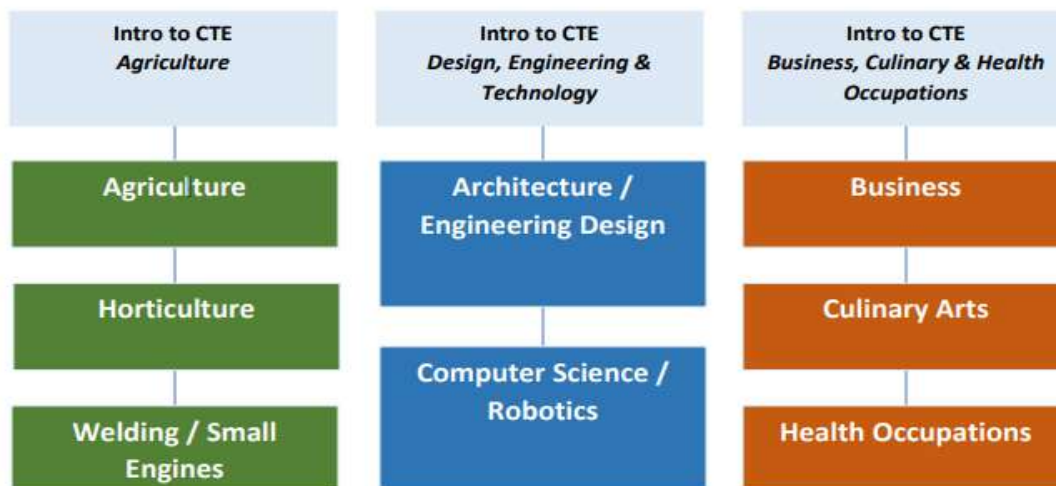 Intro to CTE
Agriculture
Agriculture
Horticulture
Welding / Small
Engines
Intro to CTE
Design, Engineering &
Technology
Architecture /
Engineering Design
Computer Science /
Robotics
Intro to CTE
Business, Culinary & Health
Occupations
Business
Culinary Arts
Health Occupations